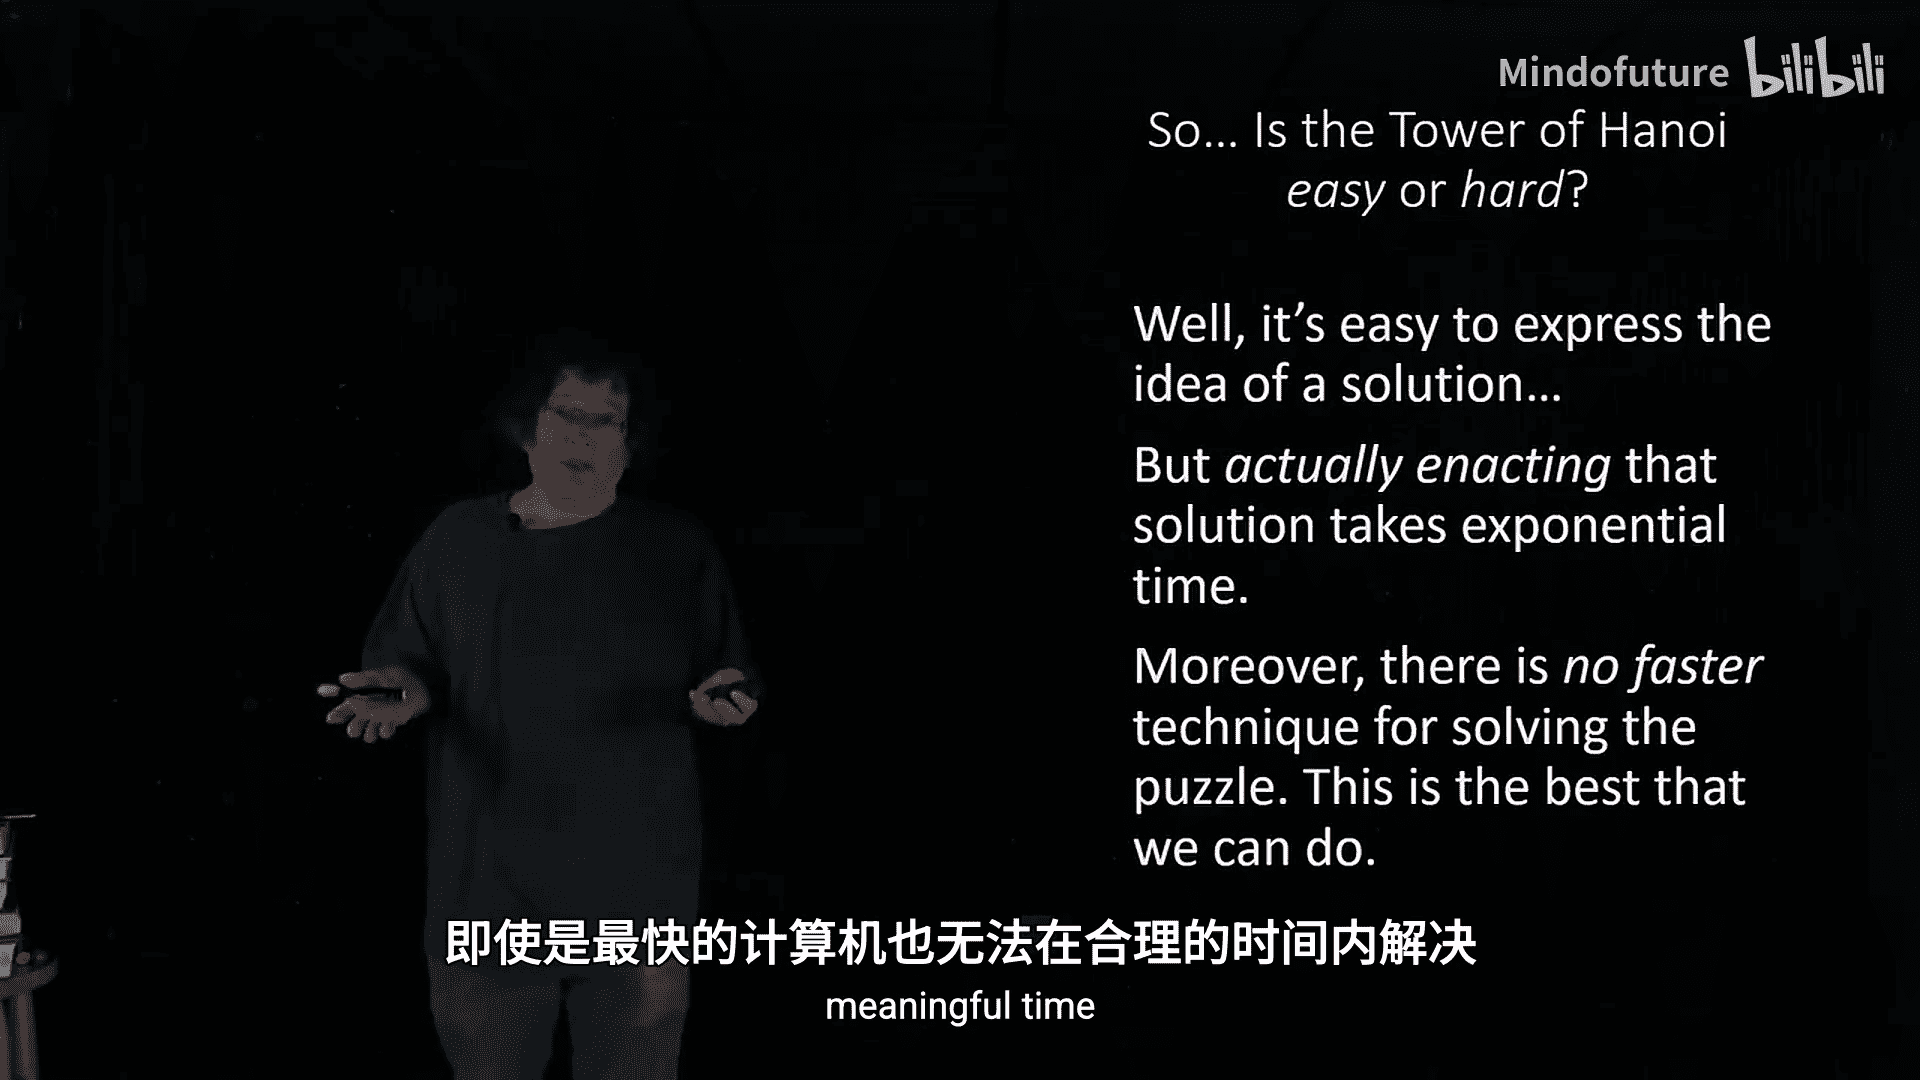 Mindofuture bilibili
So... Is the Tower of Hanoi
easy or hard?
Well, it’s easy to express the
idea of a solution...
But actually enacting that
solution takes exponential
time.
Moreover, there is no faster
technique for solving the
puzzle. This is the best that
we can do.
即使是最快的计算机也无法在合理的时间内解决
meaningful time